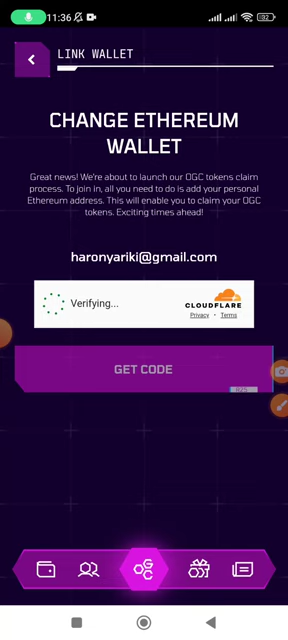 11:36
LINK WALLET
CHANGE ETHEREUM
WALLET
Great news! We're about to launch our OGC tokens claim
process. To join in, all you need to do is add your personal
Ethereum address. This will enable you to claim your OGC
tokens. Exciting times ahead!
haronyariki@gmail.com
Verifying...
CLOUDFLARE
Privacy • Terms
GET CODE